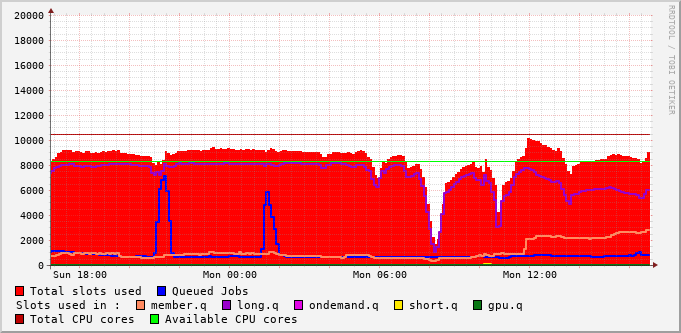 20000
18000
16000
14000
12000
10000
8000
6000
4000
2000
0
Sun 18:00 Mon 00:00 Mon 06:00 Mon 12:00
RRDTOOL / TOBI OETIKER
Total slots used Queued Jobs
Slots used in : member.q long.q ondemand.q short.q gpu.q
Total CPU cores Available CPU cores